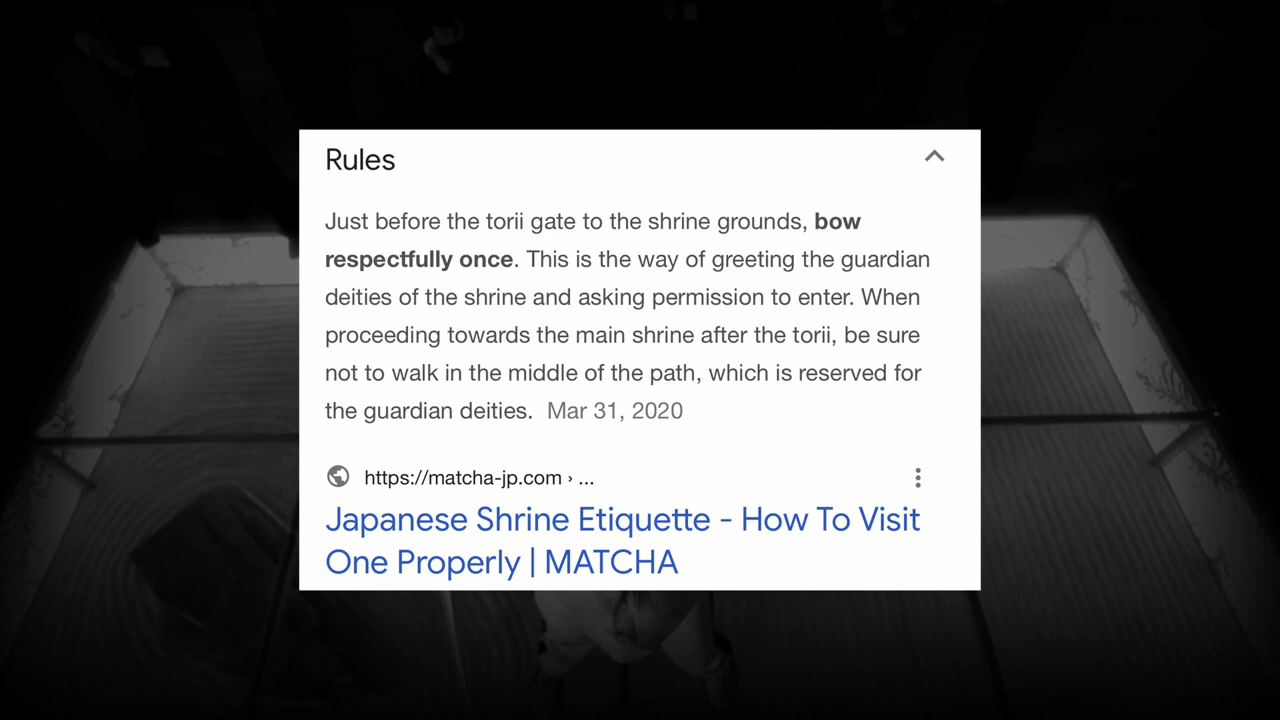 Rules
Just before the torii gate to the shrine grounds, bow
respectfully once. This is the way of greeting the guardian
deities of the shrine and asking permission to enter. When
proceeding towards the main shrine after the torii, be sure
not to walk in the middle of the path, which is reserved for
the guardian deities. Mar 31, 2020
https://matcha-jp.com › ...
Japanese Shrine Etiquette - How To Visit
One Properly | MATCHA